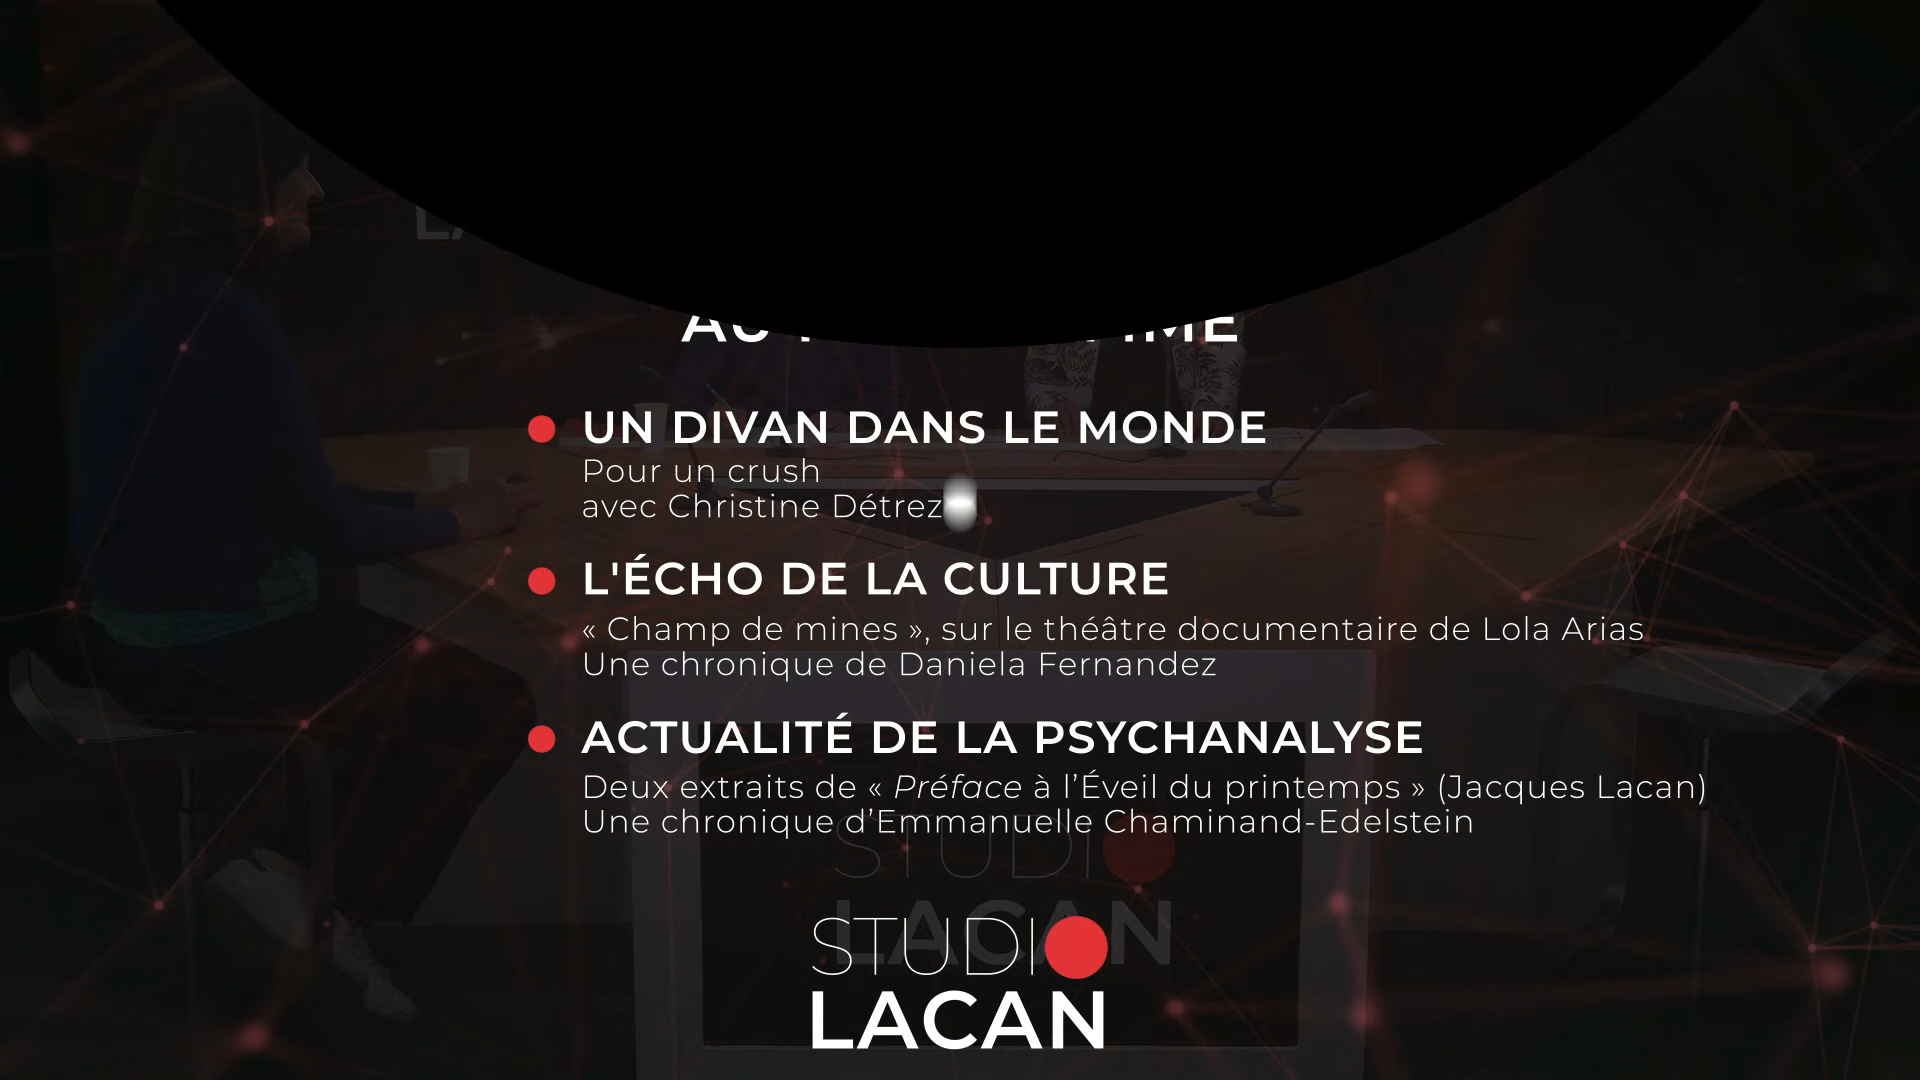 UN DIVAN DANS LE MONDE
Pour un crush
avec Christine Détrez
L'ÉCHO DE LA CULTURE
« Champ de mines », sur le théâtre documentaire de Lola Arias
Une chronique de Daniela Fernandez
ACTUALITÉ DE LA PSYCHANALYSE
Deux extraits de « Préface à l’Éveil du printemps » (Jacques Lacan)
Une chronique d’Emmanuelle Chaminand-Edelstein
STUDIO
LACAN
STUDIO
LACAN